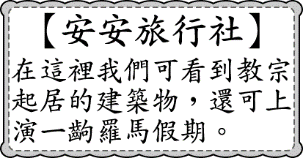 【安安旅行社】
在這裡我們可看到教宗
起居的建築物，還可上
演一齣羅馬假期。